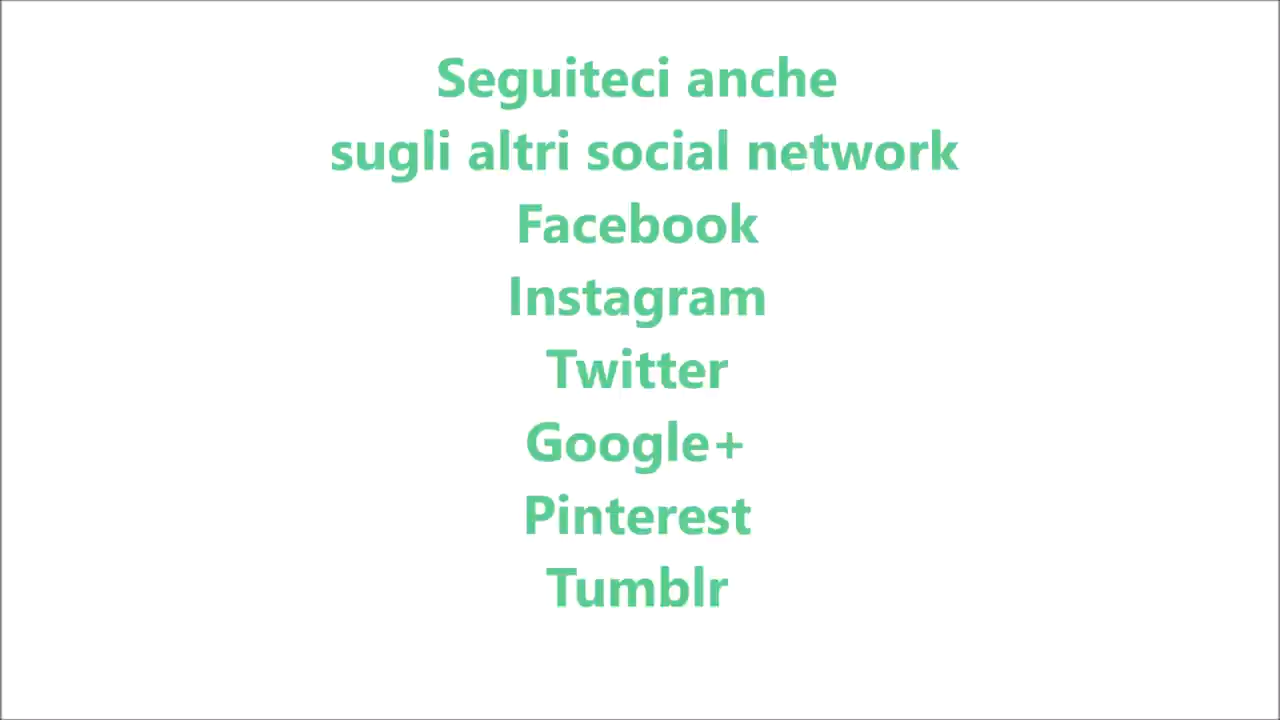 Seguiteci anche
sugli altri social network
Facebook
Instagram
Twitter
Google+
Pinterest
Tumblr